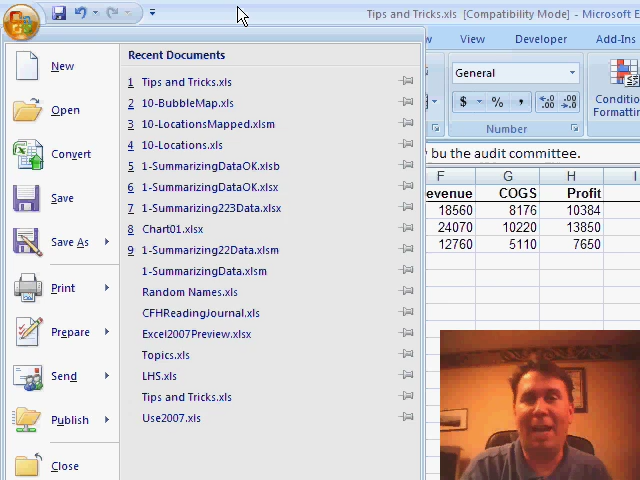 Tips and Tricks.xls [Compatibility Mode] - Microsoft E
View Developer Add-Ins
General
$ % , .00
Conditio
Formatting
Number
bu the audit committee.
F G H I
evenue COGS Profit
18560 8176 10384
24070 10220 13850
12760 5110 7650
New
Open
Convert
Save
Save As
Print
Prepare
Send
Publish
Close
Recent Documents
1 Tips and Tricks.xls
2 10-BubbleMap.xls
3 10-LocationsMapped.xlsm
4 10-Locations.xls
5 1-SummarizingDataOK.xlsb
6 1-SummarizingDataOK.xlsx
7 1-Summarizing223Data.xlsx
8 Chart01.xlsx
9 1-Summarizing22Data.xlsm
1-SummarizingData.xlsm
Random Names.xls
CFHReadingJournal.xls
Excel2007Preview.xlsx
Topics.xls
LHS.xls
Tips and Tricks.xls
Use2007.xls